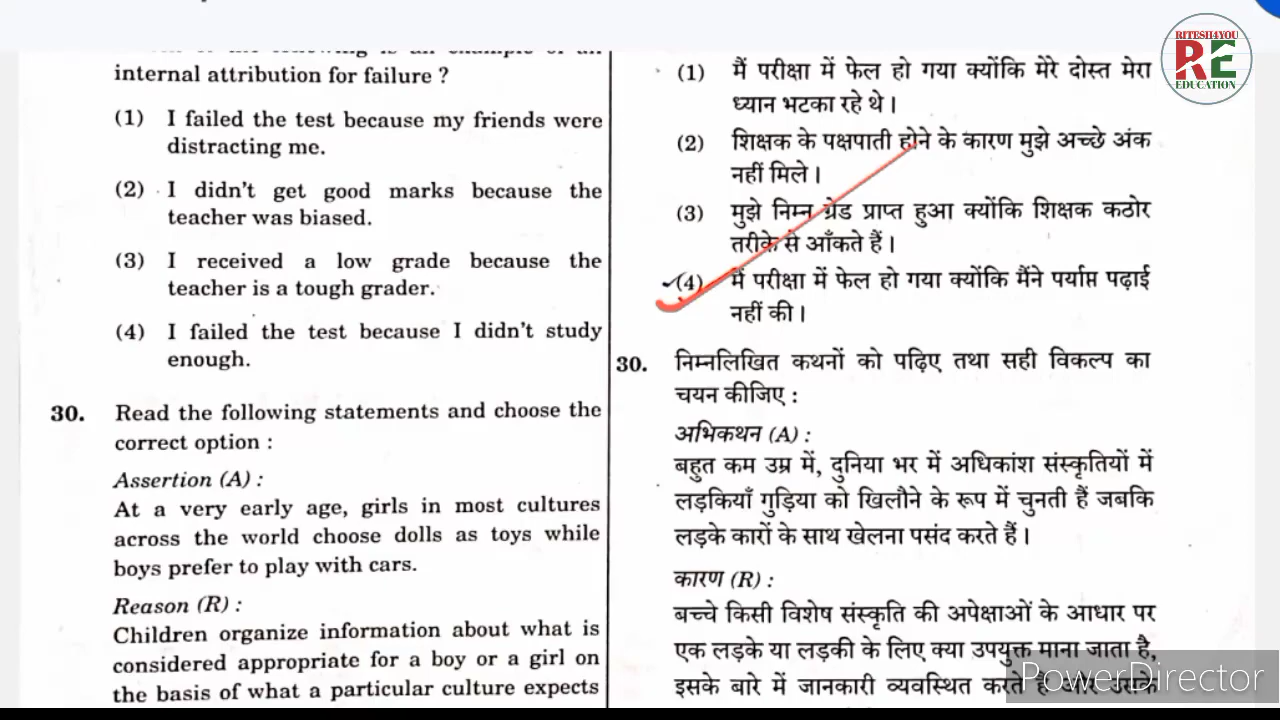 RITESH4YOU
RE
EDUCATION
internal attribution for failure ?
(1) I failed the test because my friends were
distracting me.
(2) I didn't get good marks because the
teacher was biased.
(3) I received a low grade because the
teacher is a tough grader.
(4) I failed the test because I didn't study
enough.
30. Read the following statements and choose the
correct option :
Assertion (A) :
At a very early age, girls in most cultures
across the world choose dolls as toys while
boys prefer to play with cars.
Reason (R) :
Children organize information about what is
considered appropriate for a boy or a girl on
the basis of what a particular culture expects
(1) मैं परीक्षा में फेल हो गया क्योंकि मेरे दोस्त मेरा
ध्यान भटका रहे थे।
(2) शिक्षक के पक्षपाती होने के कारण मुझे अच्छे अंक
नहीं मिले।
(3) मुझे निम्न ग्रेड प्राप्त हुआ क्योंकि शिक्षक कठोर
तरीके से आँकते हैं।
(4) मैं परीक्षा में फेल हो गया क्योंकि मैंने पर्याप्त पढ़ाई
नहीं की।
30. निम्नलिखित कथनों को पढ़िए तथा सही विकल्प का
चयन कीजिए :
अभिकथन (A) :
बहुत कम उम्र में, दुनिया भर में अधिकांश संस्कृतियों में
लड़कियाँ गुड़िया को खिलौने के रूप में चुनती हैं जबकि
लड़के कारों के साथ खेलना पसंद करते हैं।
कारण (R) :
बच्चे किसी विशेष संस्कृति की अपेक्षाओं के आधार पर
एक लड़के या लड़की के लिए क्या उपयुक्त माना जाता है,
इसके बारे में जानकारी व्यवस्थित करते हैं और उसके
PowerDirector